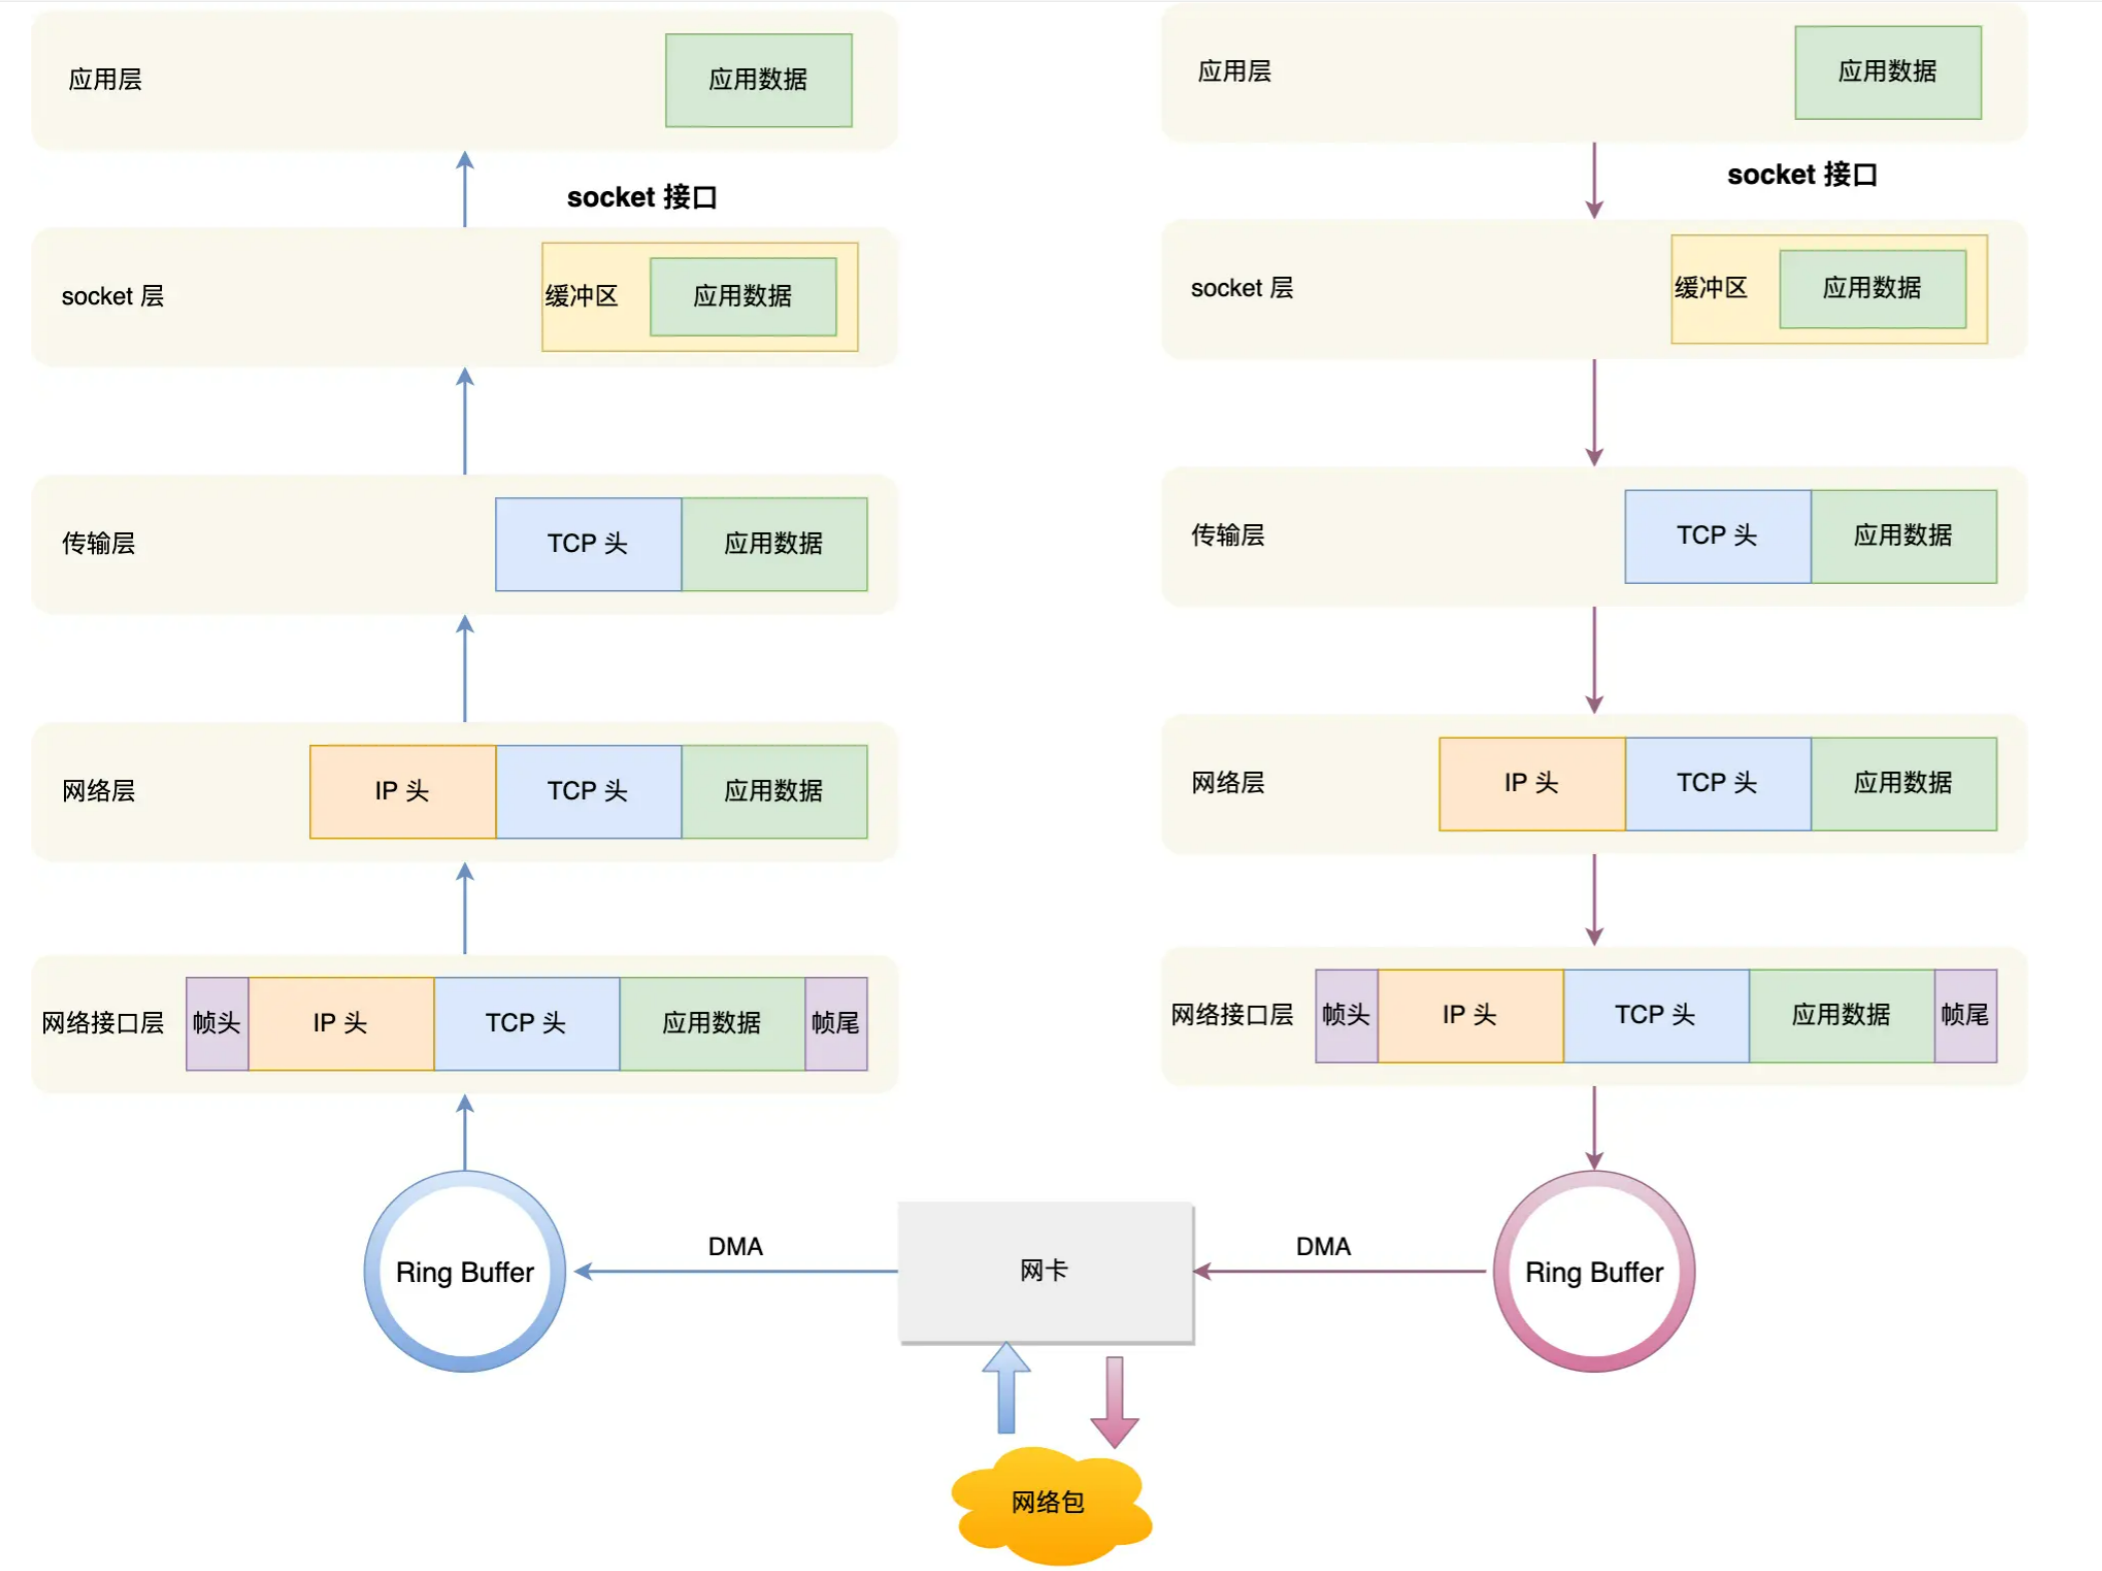 应用层
应用数据
socket 接口
socket 层
缓冲区
应用数据
传输层
TCP 头
应用数据
网络层
IP 头
TCP 头
应用数据
网络接口层
帧头
IP 头
TCP 头
应用数据
帧尾
Ring Buffer
DMA
网卡
网络包
应用层
应用数据
socket 接口
socket 层
缓冲区
应用数据
传输层
TCP 头
应用数据
网络层
IP 头
TCP 头
应用数据
网络接口层
帧头
IP 头
TCP 头
应用数据
帧尾
DMA
Ring Buffer